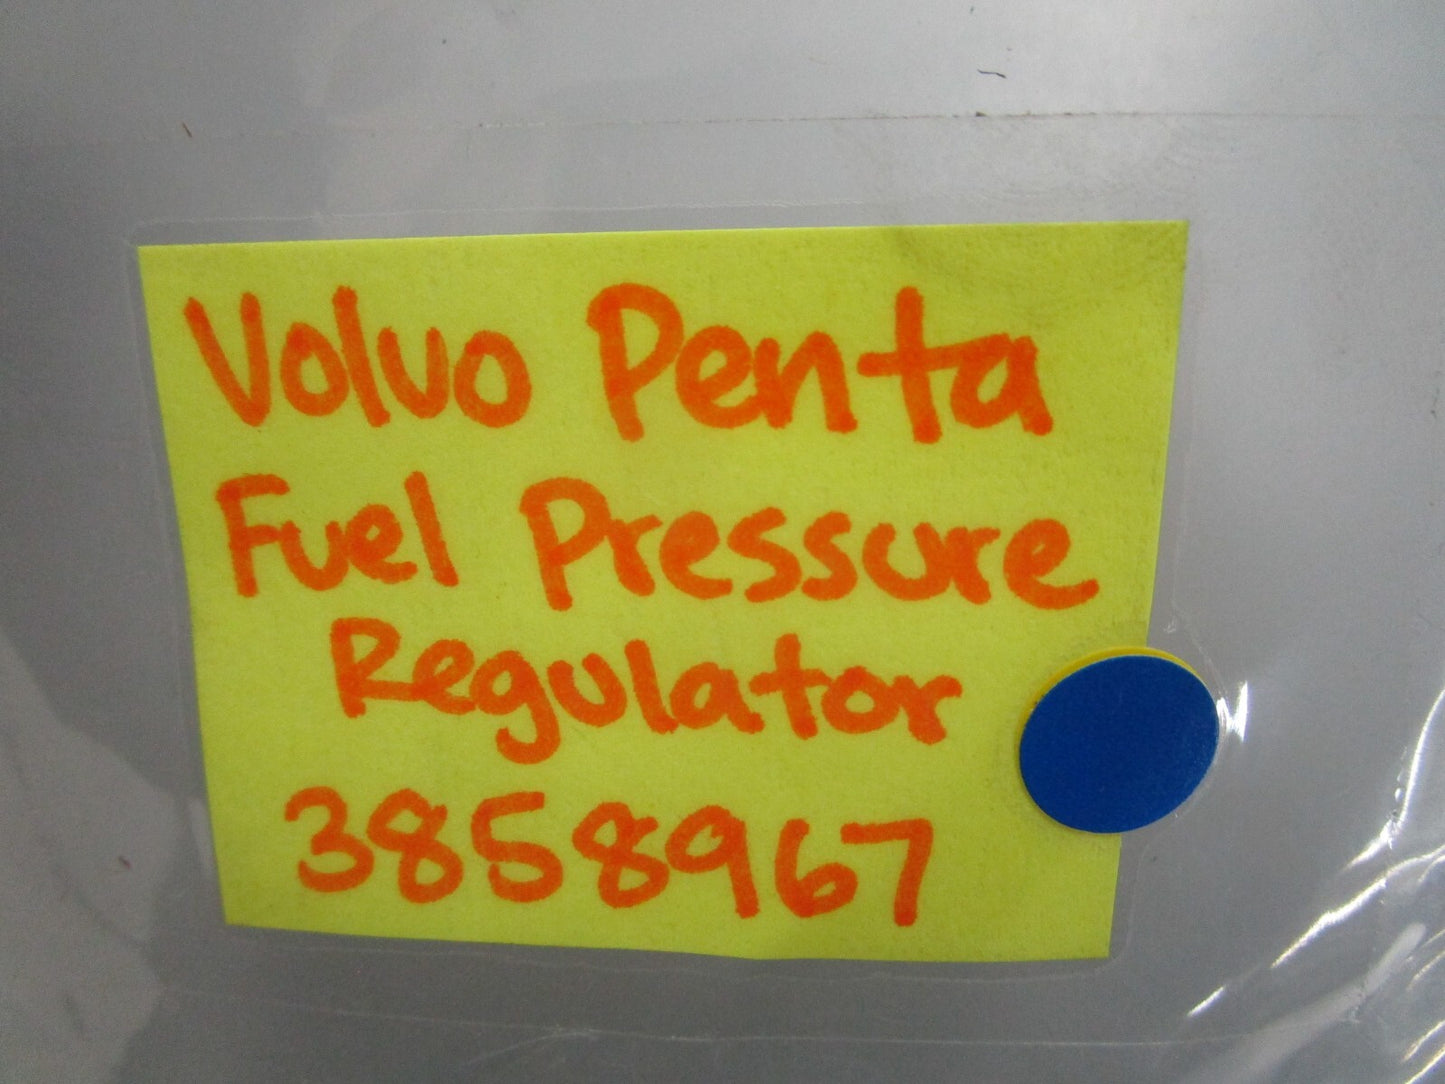 Volvo Penta
Fuel Pressure
Regulator
3858967